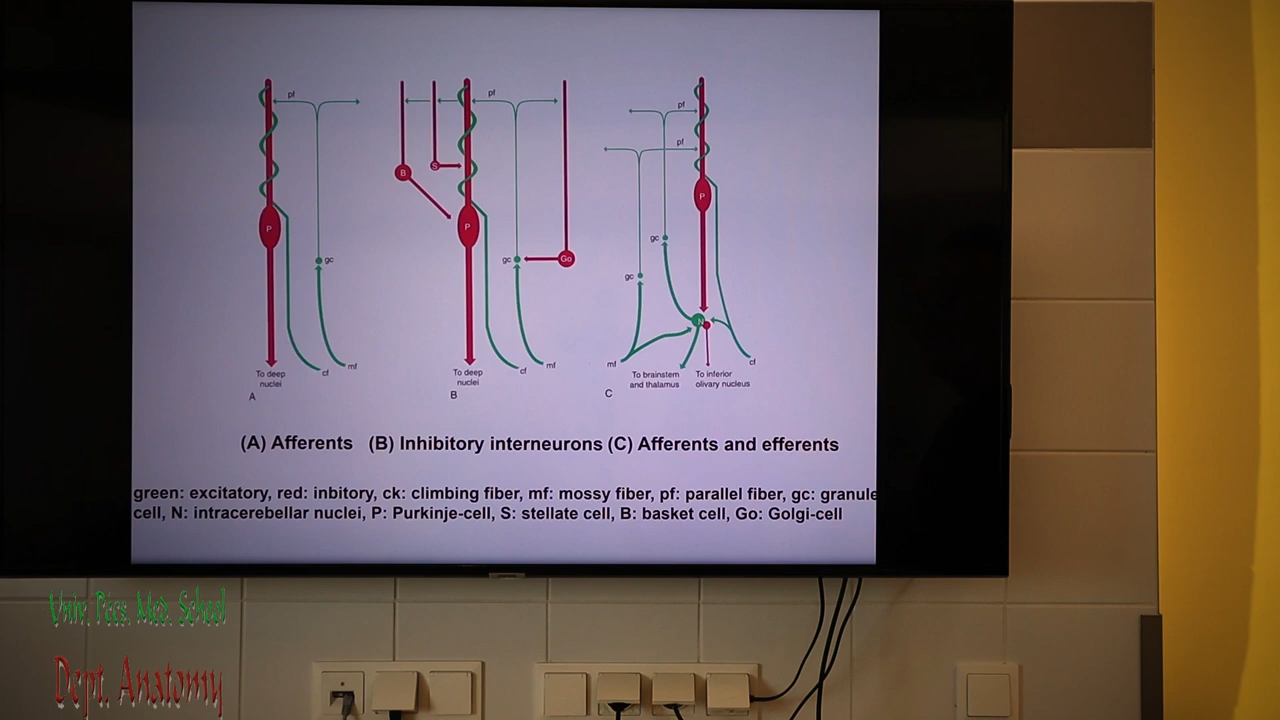 pf
pf
pf
pf
B
S
P
P
P
gc
gc
Go
gc
gc
N
cf
mf
cf
mf
mf
cf
To deep
nuclei
To deep
nuclei
To brainstem
and thalamus
To inferior
olivary nucleus
A
B
C
(A) Afferents (B) Inhibitory interneurons (C) Afferents and efferents
green: excitatory, red: inbitory, ck: climbing fiber, mf: mossy fiber, pf: parallel fiber, gc: granule
cell, N: intracerebellar nuclei, P: Purkinje-cell, S: stellate cell, B: basket cell, Go: Golgi-cell
Univ. Pecs. Med. School
Dept. Anatomy